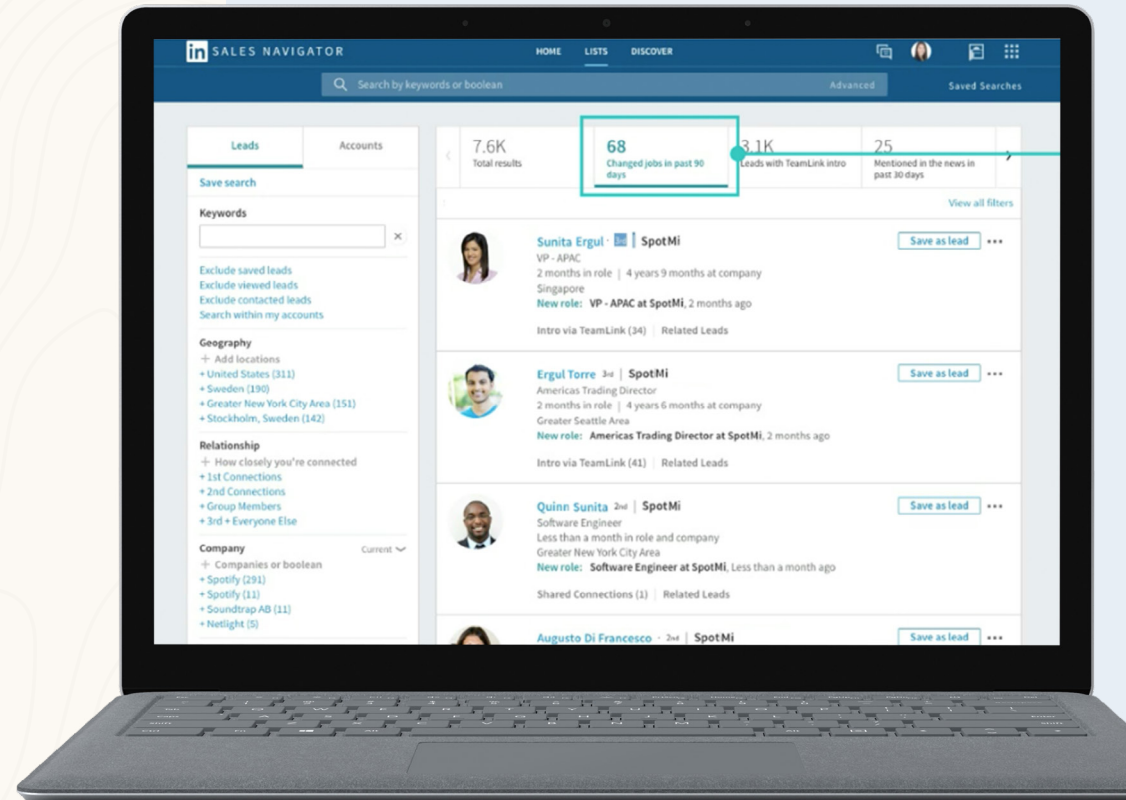 in SALES NAVIGATOR
HOME LISTS DISCOVER
Search by keywords or boolean
Advanced
Saved Searches
Leads Accounts
Save search
Keywords
Exclude saved leads
Exclude viewed leads
Exclude contacted leads
Search within my accounts
Geography
+ Add locations
+ United States (311)
+ Sweden (190)
+ Greater New York City Area (151)
+ Stockholm, Sweden (142)
Relationship
+ How closely you're connected
+ 1st Connections
+ 2nd Connections
+ Group Members
+ 3rd + Everyone Else
Company Current
+ Companies or boolean
+ Spotify (291)
+ Spotify (11)
+ Soundtrap AB (11)
+ Netlight (5)
7.6K
Total results
68
Changed jobs in past 90
days
3.1K
Leads with TeamLink intro
25
Mentioned in the news in
past 30 days
View all filters
Sunita Ergul · 3rd | SpotMi
Save as lead
VP - APAC
2 months in role | 4 years 9 months at company
Singapore
New role: VP - APAC at SpotMi, 2 months ago
Intro via TeamLink (34) | Related Leads
Ergul Torre 3rd | SpotMi
Save as lead
Americas Trading Director
2 months in role | 4 years 6 months at company
Greater Seattle Area
New role: Americas Trading Director at SpotMi, 2 months ago
Intro via TeamLink (41) | Related Leads
Quinn Sunita 2nd | SpotMi
Save as lead
Software Engineer
Less than a month in role and company
Greater New York City Area
New role: Software Engineer at SpotMi, Less than a month ago
Shared Connections (1) | Related Leads
Augusto Di Francesco · 2nd | SpotMi
Save as lead